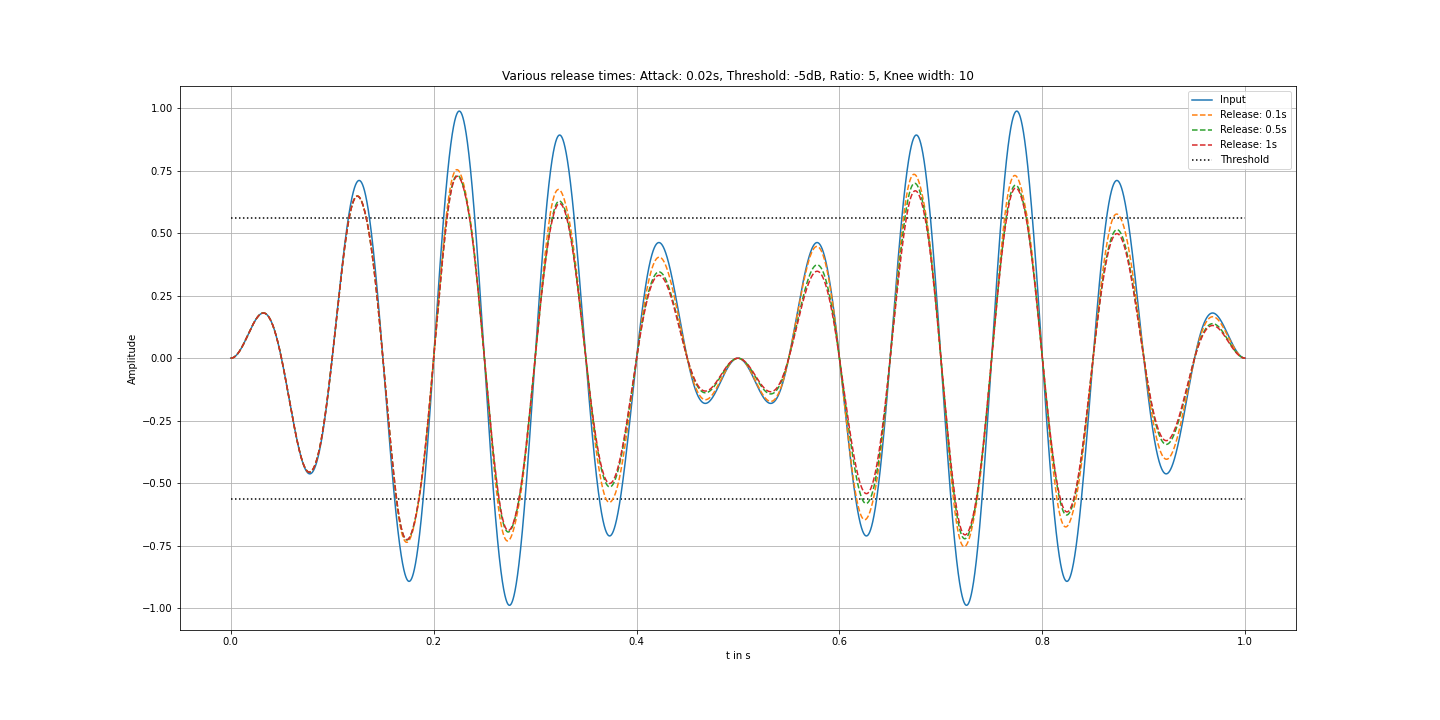 Various release times: Attack: 0.02s, Threshold: -5dB, Ratio: 5, Knee width: 10
Input
Release: 0.1s
Release: 0.5s
Release: 1s
Threshold
1.00
0.75
0.50
0.25
0.00
−0.25
−0.50
−0.75
−1.00
Amplitude
0.0 0.2 0.4 0.6 0.8 1.0
t in s